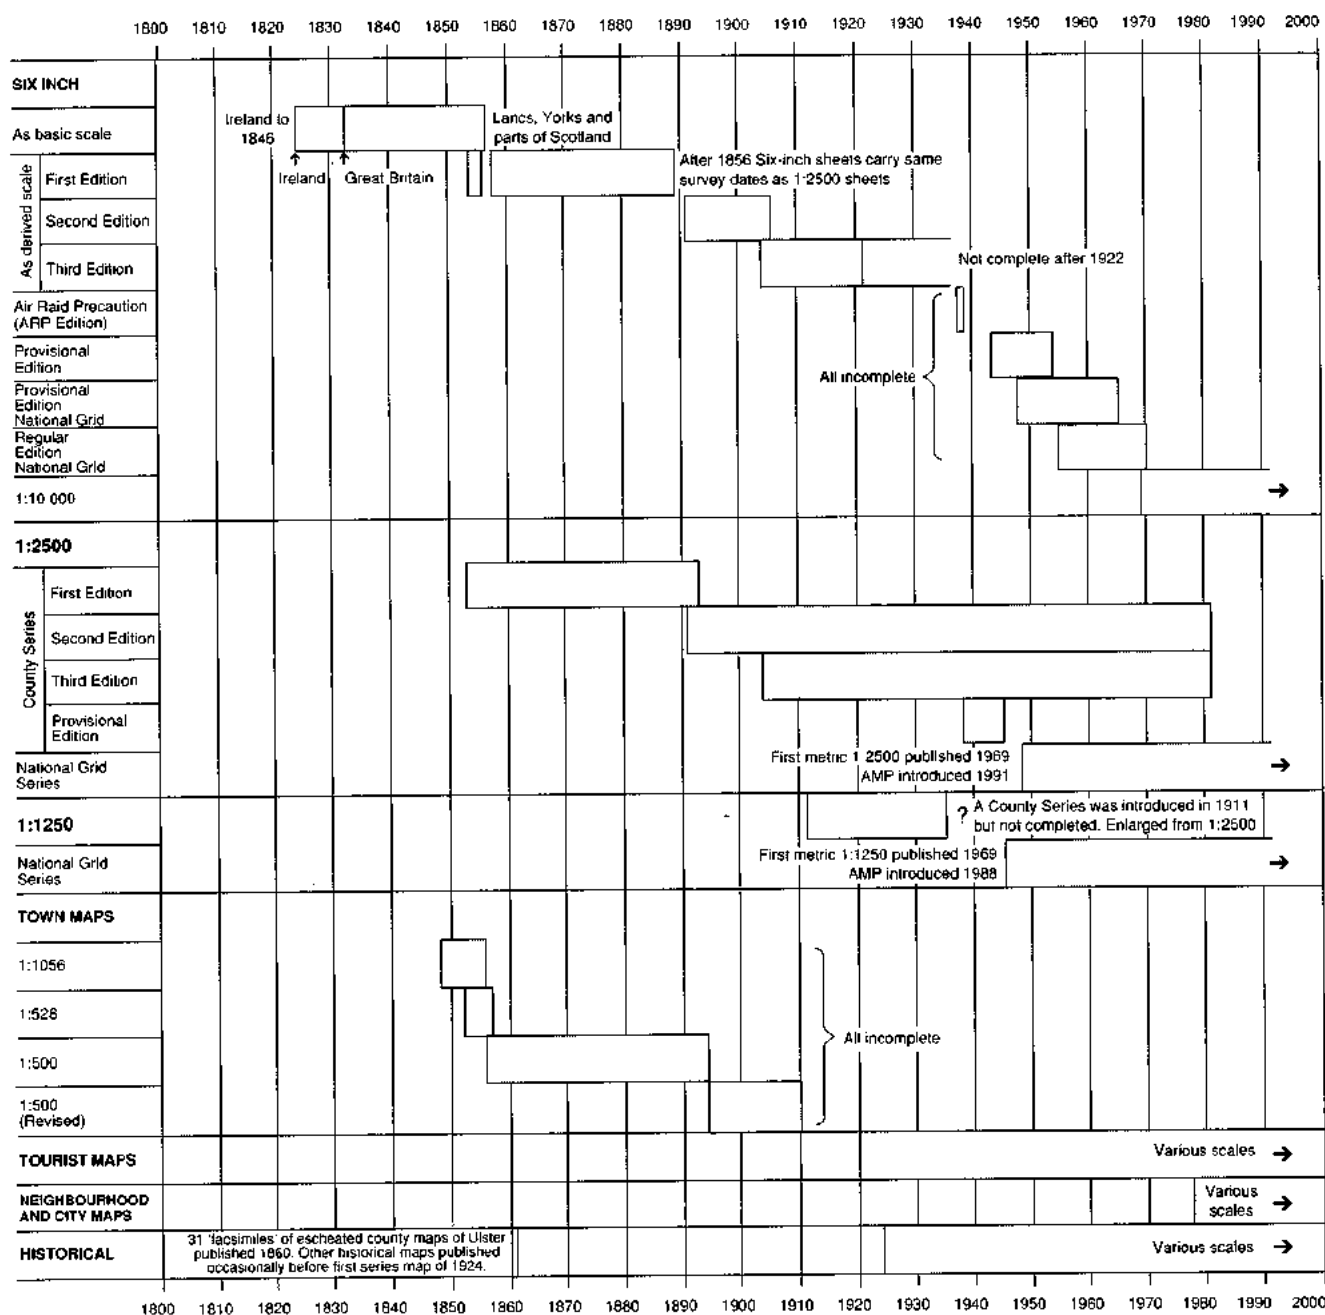 1800 1810 1820 1830 1840 1850 1860 1870 1880 1890 1900 1910 1920 1930 1940 1950 1960 1970 1980 1990 2000
SIX INCH
As basic scale
Ireland to
1846
Lancs, Yorks and
parts of Scotland
Ireland
Great Britain
As derived scale
First Edition
After 1856 Six-inch sheets carry same
survey dates as 1:2500 sheets
Second Edition
Third Edition
Not complete after 1922
Air Raid Precaution
(ARP Edition)
Provisional
Edition
All incomplete
Provisional
Edition
National Grid
Regular
Edition
National Grid
1:10 000
→
1:2500
County Series
First Edition
Second Edition
Third Edition
Provisional
Edition
National Grid
Series
First metric 1:2500 published 1969
AMP introduced 1991
→
1:1250
? A County Series was introduced in 1911
but not completed. Enlarged from 1:2500
National Grid
Series
First metric 1:1250 published 1969
AMP introduced 1988
→
TOWN MAPS
1:1056
1:528
All incomplete
1:500
1:500
(Revised)
TOURIST MAPS
Various scales →
NEIGHBOURHOOD
AND CITY MAPS
Various
scales →
HISTORICAL
31 'facsimiles' of escheated county maps of Ulster
published 1860. Other historical maps published
occasionally before first series map of 1924.
Various scales →
1800 1810 1820 1830 1840 1850 1860 1870 1880 1890 1900 1910 1920 1930 1940 1950 1960 1970 1980 1990 2000